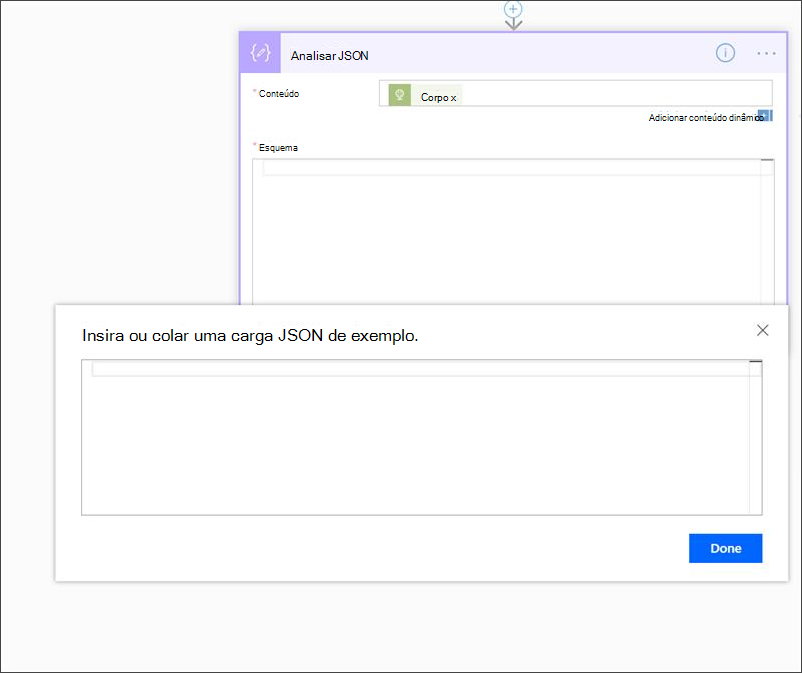 Analisar JSON
* Conteúdo
Corpo x
Adicionar conteúdo dinâmico
* Esquema
Insira ou colar uma carga JSON de exemplo.
Done